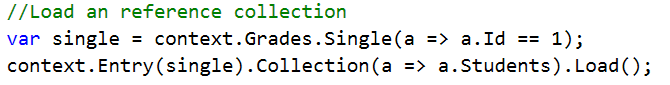 //Load an reference collection
var single = context.Grades.Single(a => a.Id == 1);
context.Entry(single).Collection(a => a.Students).Load();